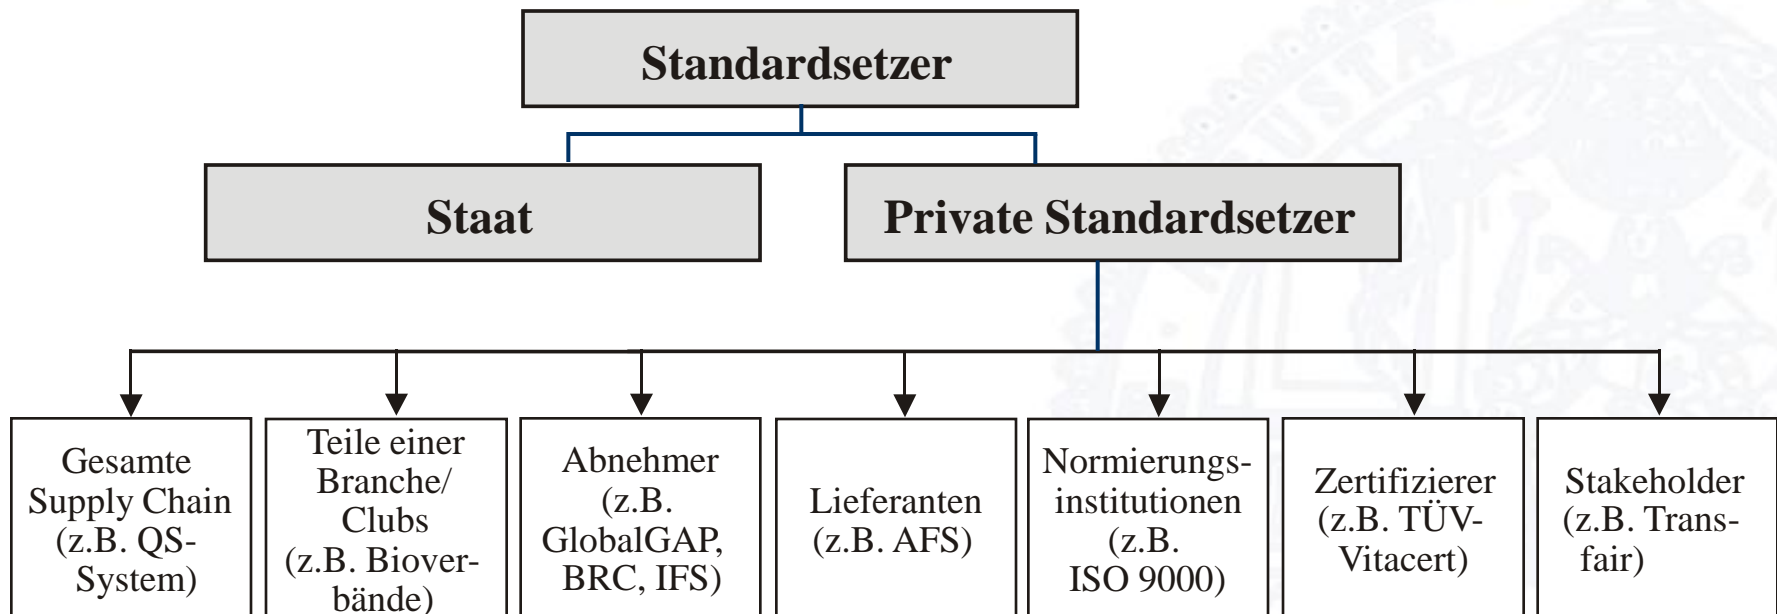 Standardsetzer
Staat
Private Standardsetzer
Gesamte
Supply Chain
(z.B. QS-
System)
Teile einer
Branche/
Clubs
(z.B. Biover-
bände)
Abnehmer
(z.B.
GlobalGAP,
BRC, IFS)
Lieferanten
(z.B. AFS)
Normierungs-
institutionen
(z.B.
ISO 9000)
Zertifizierer
(z.B. TÜV-
Vitacert)
Stakeholder
(z.B. Trans-
fair)